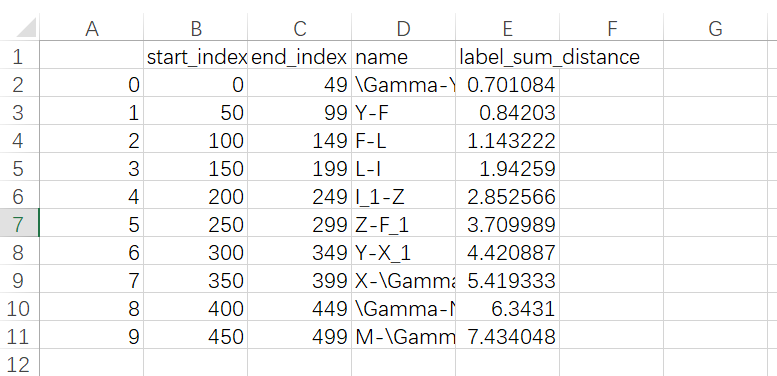 A B C D E F G
1 start_index end_index name label_sum_distance
2 0 0 49 \Gamma-Y 0.701084
3 1 50 99 Y-F 0.84203
4 2 100 149 F-L 1.143222
5 3 150 199 L-I 1.94259
6 4 200 249 I_1-Z 2.852566
7 5 250 299 Z-F_1 3.709989
8 6 300 349 Y-X_1 4.420887
9 7 350 399 X-\Gamma 5.419333
10 8 400 449 \Gamma-N 6.3431
11 9 450 499 M-\Gamm 7.434048
12